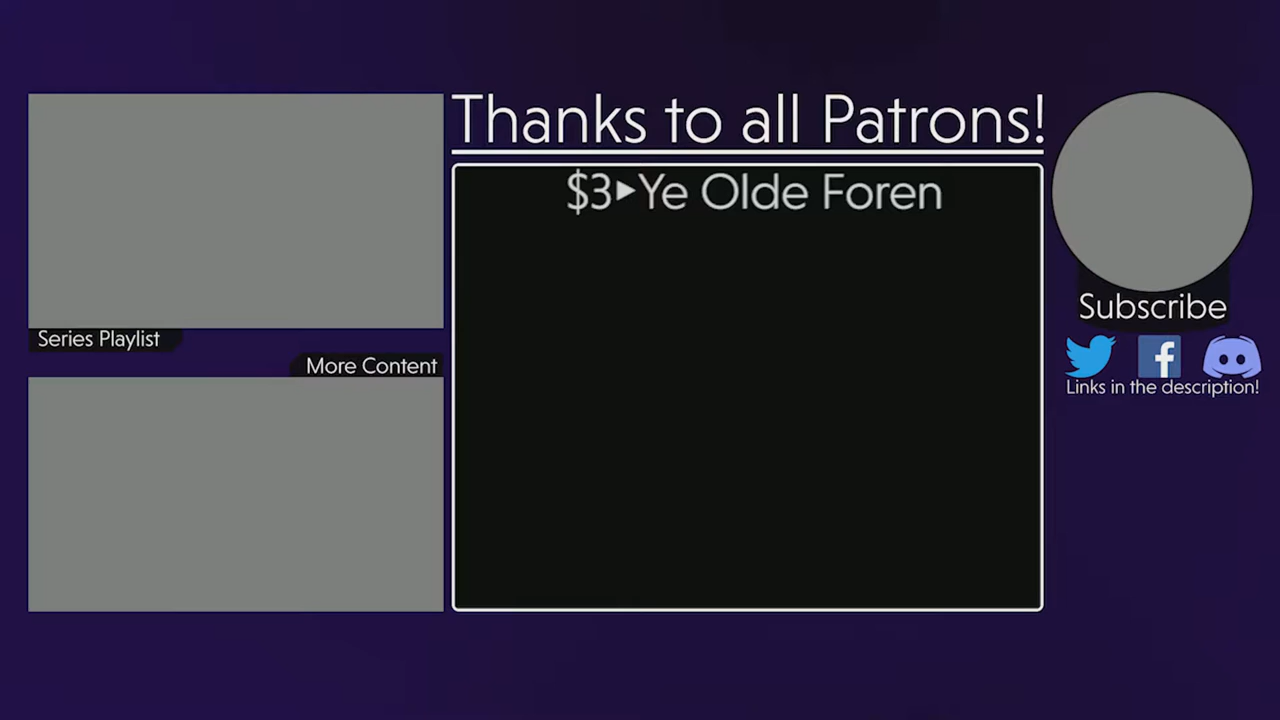 Thanks to all Patrons!
$3▶Ye Olde Foren
Series Playlist
More Content
Subscribe
Links in the description!